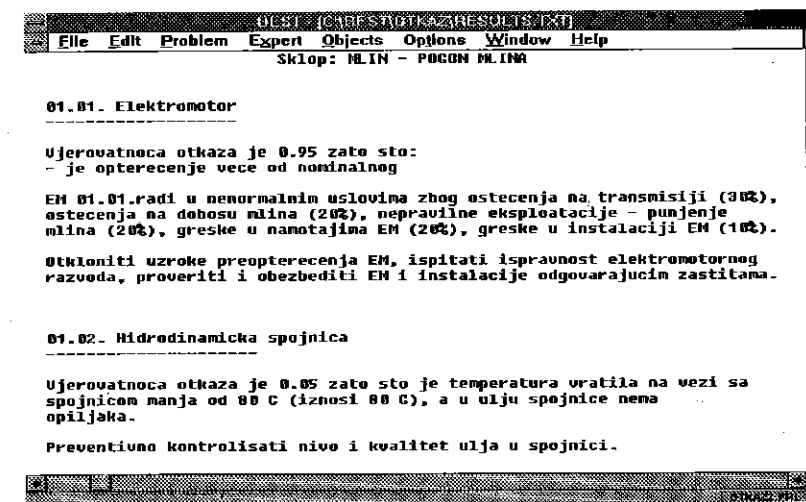 File Edit Problem Expert Objects Options Window Help
Sklop: MLIN - POGON MLINA
01.01. Elektromotor
--------------------
Vjerovatnoca otkaza je 0.95 zato sto:
- je opterecenje vece od nominalnog
EM 01.01.radi u nenormalnim uslovima zbog ostecenja na transmisiji (30%),
ostecenja na dobosu mlina (20%), nepravilne eksploatacije - punjenje
mlina (20%), greske u namotajima EM (20%), greske u instalaciji EM (10%).
Otkloniti uzroke preopterecenja EM, ispitati ispravnost elektromotornog
razvoda, proveriti i obezbediti EM i instalacije odgovarajucim zastitama.
01.02. Hidrodinamicka spojnica
----------------------
Vjerovatnoca otkaza je 0.05 zato sto je temperatura vratila na vezi sa
spojnicom manja od 80 C (iznosi 80 C), a u ulju spojnice nema
opiljaka.
Preventivno kontrolisati nivo i kvalitet ulja u spojnici.